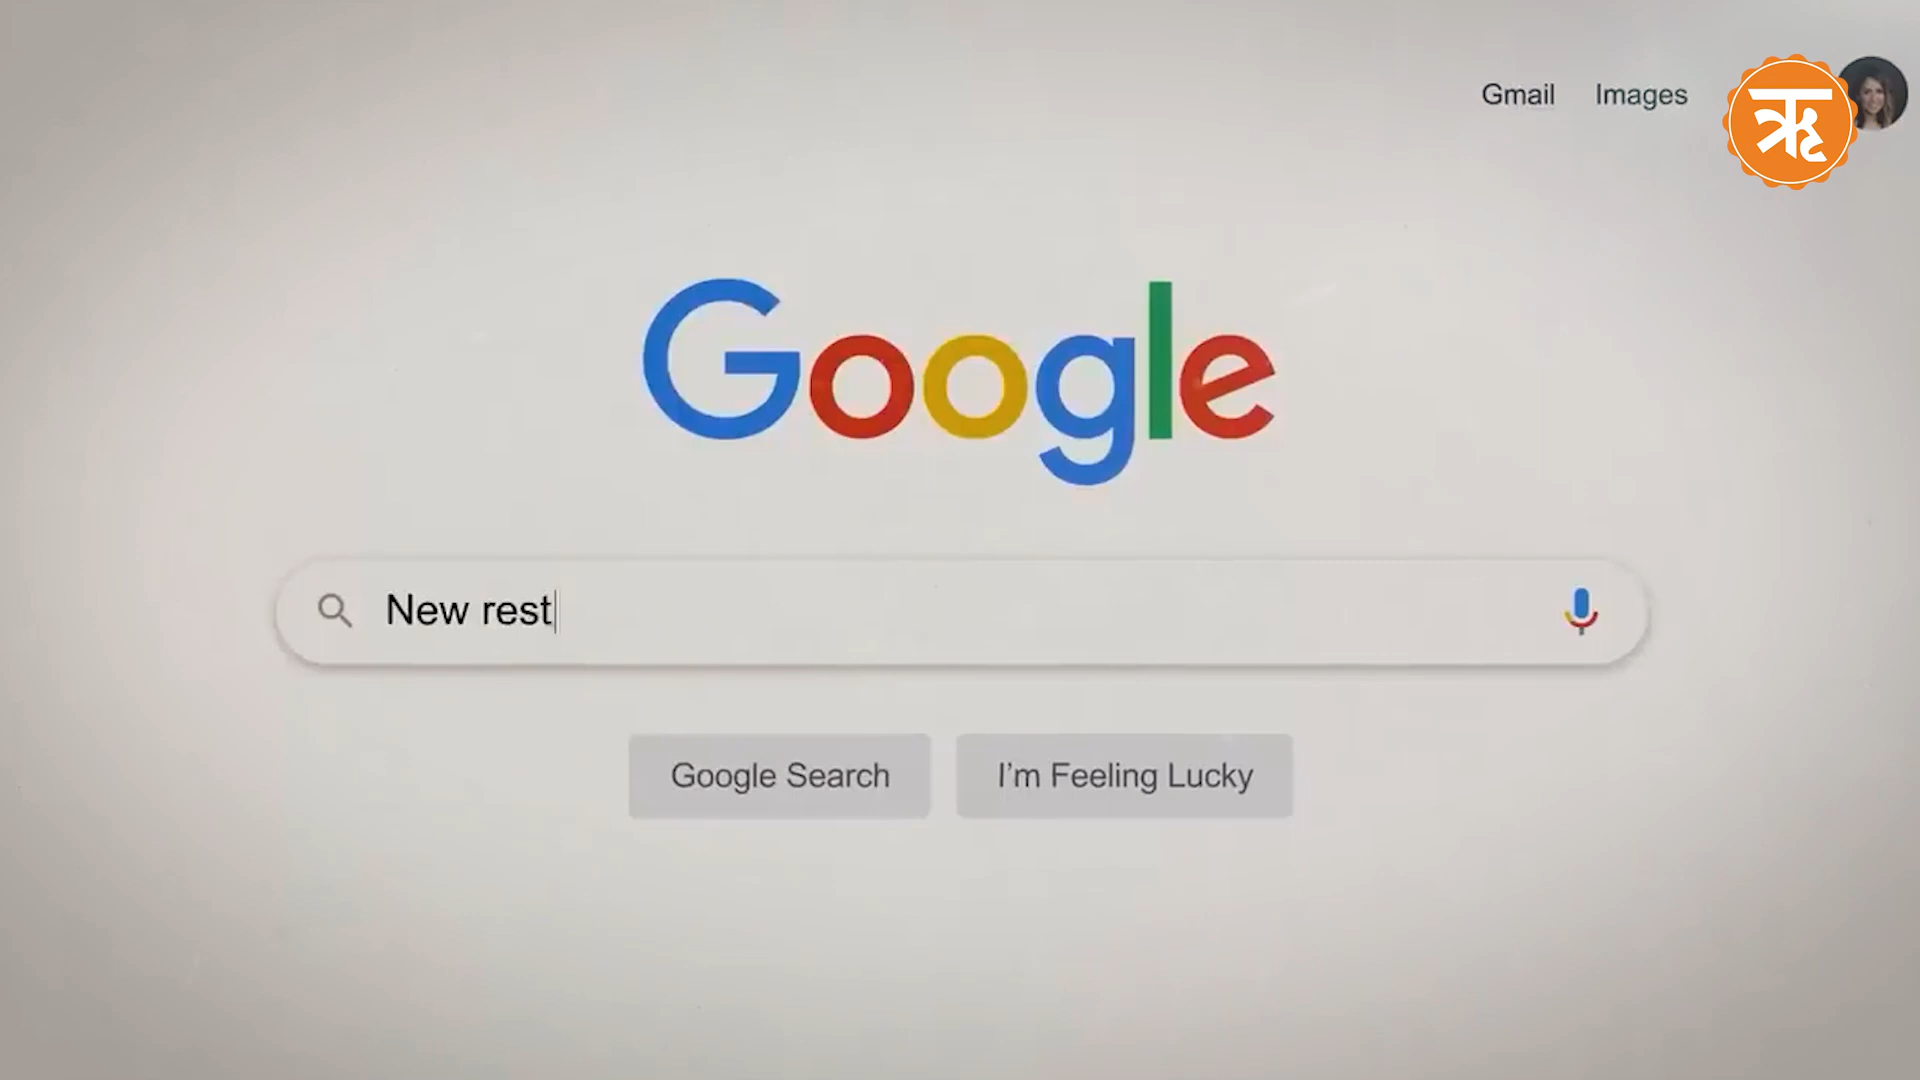 Gmail Images
ऋ
Google
New rest
Google Search I'm Feeling Lucky